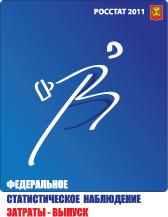 РОССТАТ 2011
ФЕДЕРАЛЬНОЕ
СТАТИСТИЧЕСКОЕ НАБЛЮДЕНИЕ
ЗАТРАТЫ - ВЫПУСК